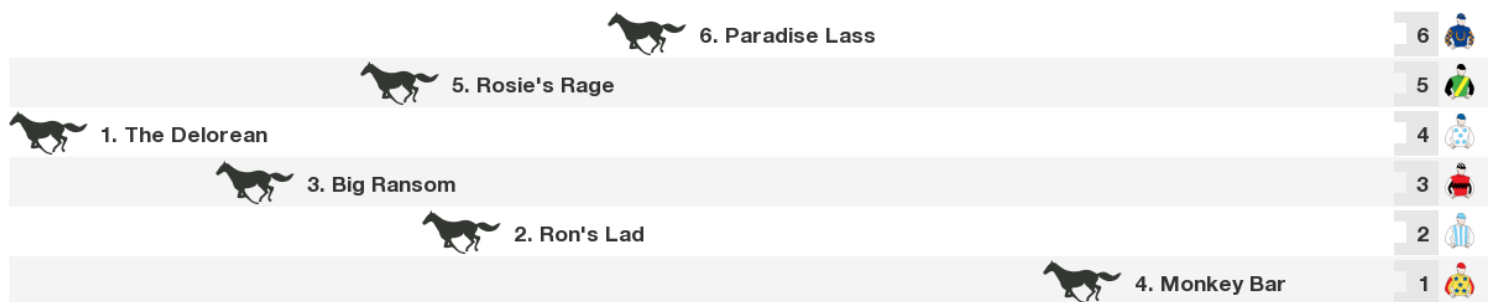 6. Paradise Lass 6
5. Rosie's Rage 5
1. The Delorean 4
3. Big Ransom 3
2. Ron's Lad 2
4. Monkey Bar 1